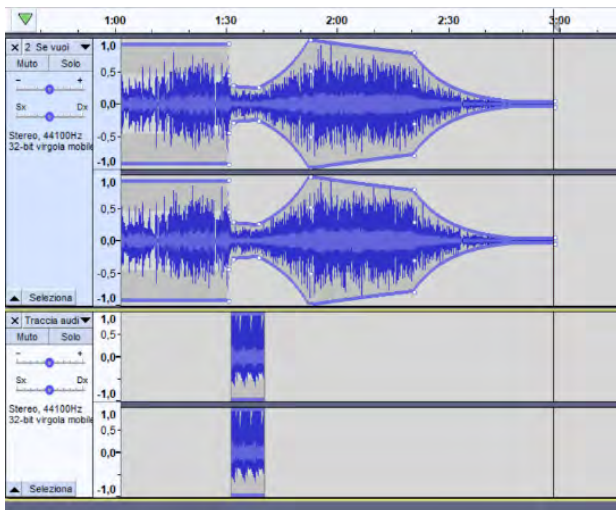 1:00 1:30 2:00 2:30 3:00
× 2 Se vuoi
Muto Solo
- +
Sx Dx
Stereo, 44100Hz
32-bit virgola mobile
Seleziona
1,0
0,5-
0,0-
-0,5-
-1,0
1,0
0,5-
0,0-
-0,5-
-1,0
× Traccia audi
Muto Solo
- +
Sx Dx
Stereo, 44100Hz
32-bit virgola mobile
Seleziona
1,0
0,5-
0,0-
-1,0
1,0
0,5-
0,0-
-1,0